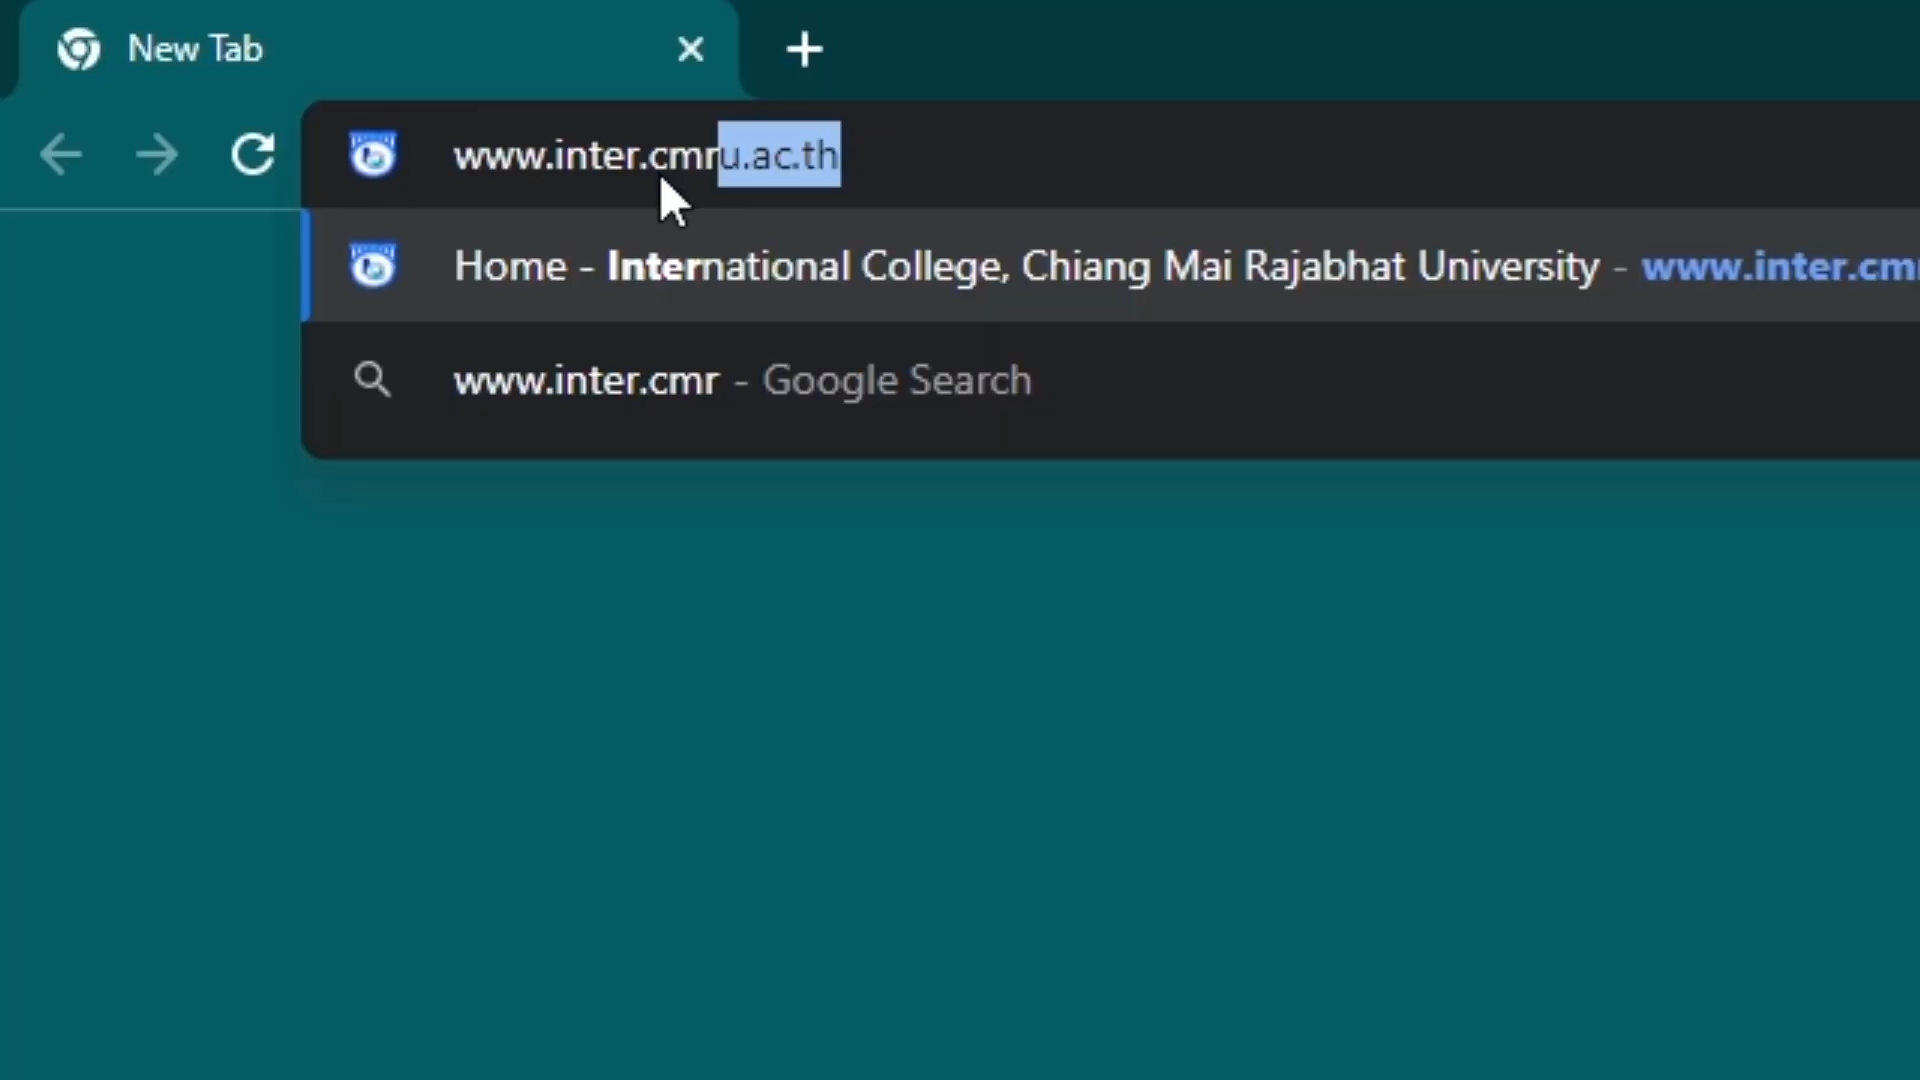 New Tab
www.inter.cmru.ac.th
Home - International College, Chiang Mai Rajabhat University - www.inter.cmr
www.inter.cmr - Google Search